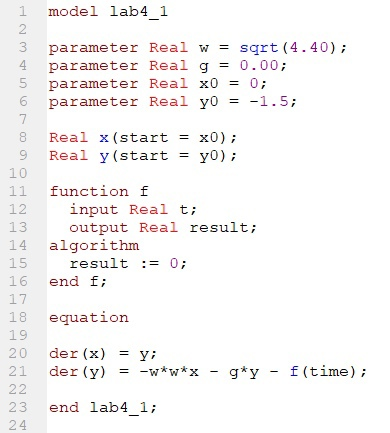 1 model lab4_1
2
3 parameter Real w = sqrt(4.40);
4 parameter Real g = 0.00;
5 parameter Real x0 = 0;
6 parameter Real y0 = -1.5;
7
8 Real x(start = x0);
9 Real y(start = y0);
10
11 function f
12   input Real t;
13   output Real result;
14 algorithm
15   result := 0;
16 end f;
17
18 equation
19
20 der(x) = y;
21 der(y) = -w*w*x - g*y - f(time);
22
23 end lab4_1;
24